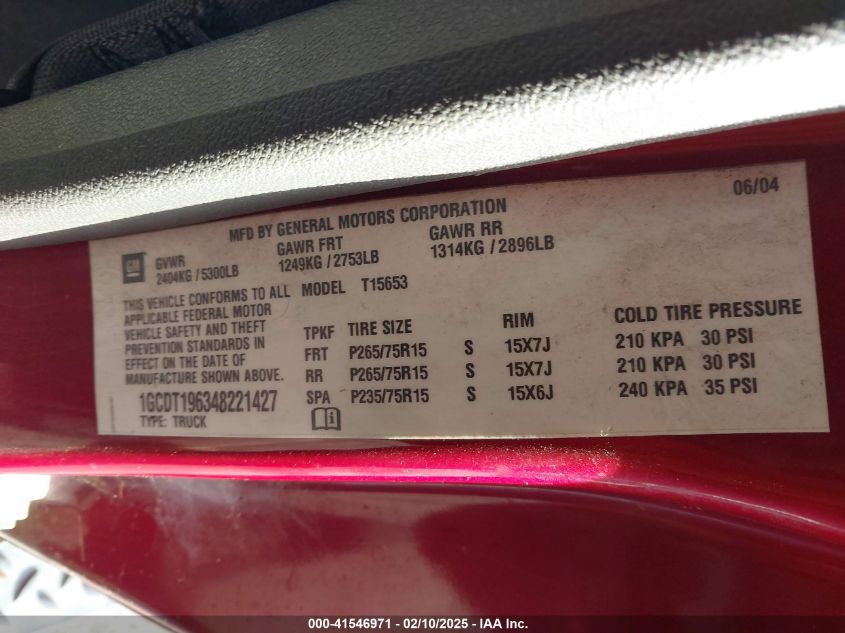 06/04
MFD BY GENERAL MOTORS CORPORATION
GM GVWR GAWR FRT GAWR RR
2404KG / 5300LB 1249KG / 2753LB 1314KG / 2896LB
THIS VEHICLE CONFORMS TO ALL MODEL T15653
APPLICABLE FEDERAL MOTOR
VEHICLE SAFETY AND THEFT
PREVENTION STANDARDS IN
EFFECT ON THE DATE OF
MANUFACTURE SHOWN ABOVE.
1GCDT196348221427
TYPE: TRUCK
TPKF TIRE SIZE RIM COLD TIRE PRESSURE
FRT P265/75R15 S 15X7J 210 KPA 30 PSI
RR P265/75R15 S 15X7J 210 KPA 30 PSI
SPA P235/75R15 S 15X6J 240 KPA 35 PSI
000-41546971 - 02/10/2025 - IAA Inc.